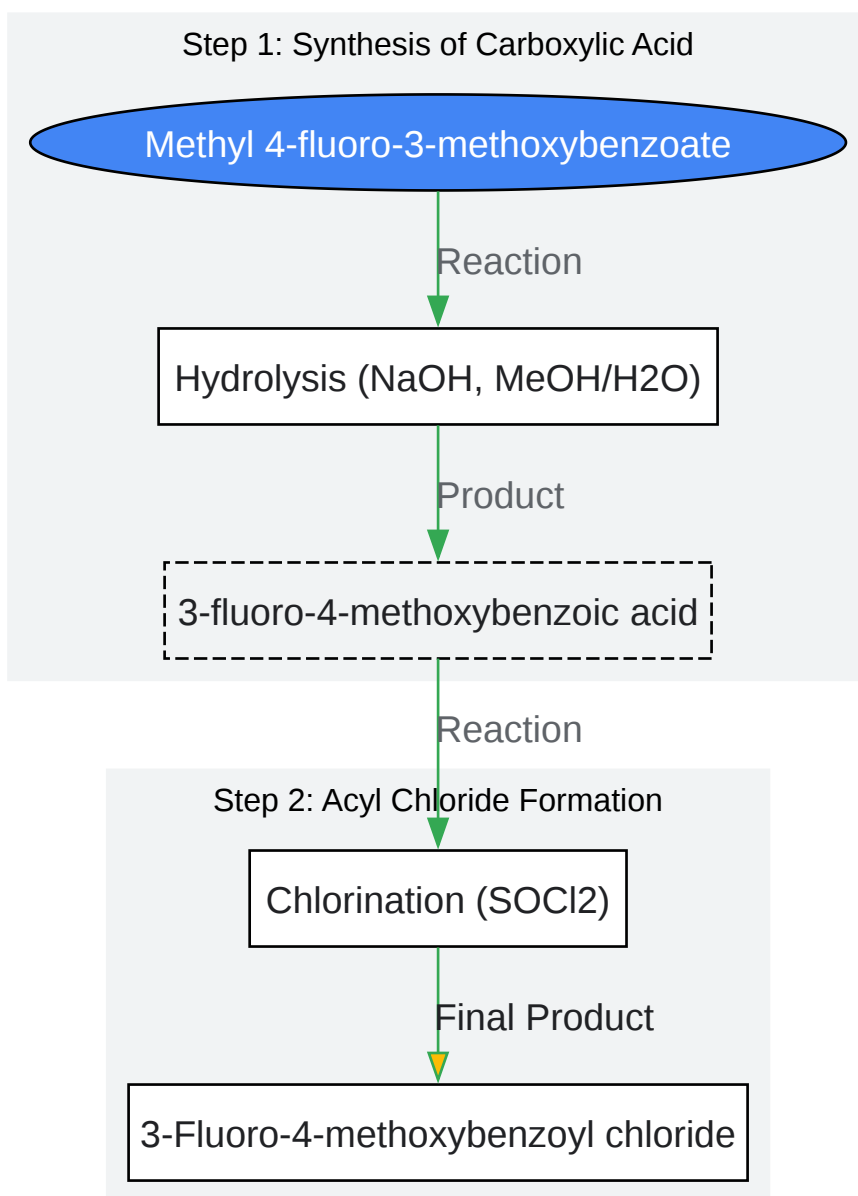 Step 1: Synthesis of Carboxylic Acid
Methyl 4-fluoro-3-methoxybenzoate
Reaction
Hydrolysis (NaOH, MeOH/H2O)
Product
3-fluoro-4-methoxybenzoic acid
Reaction
Step 2: Acyl Chloride Formation
Chlorination (SOCl2)
Final Product
3-Fluoro-4-methoxybenzoyl chloride